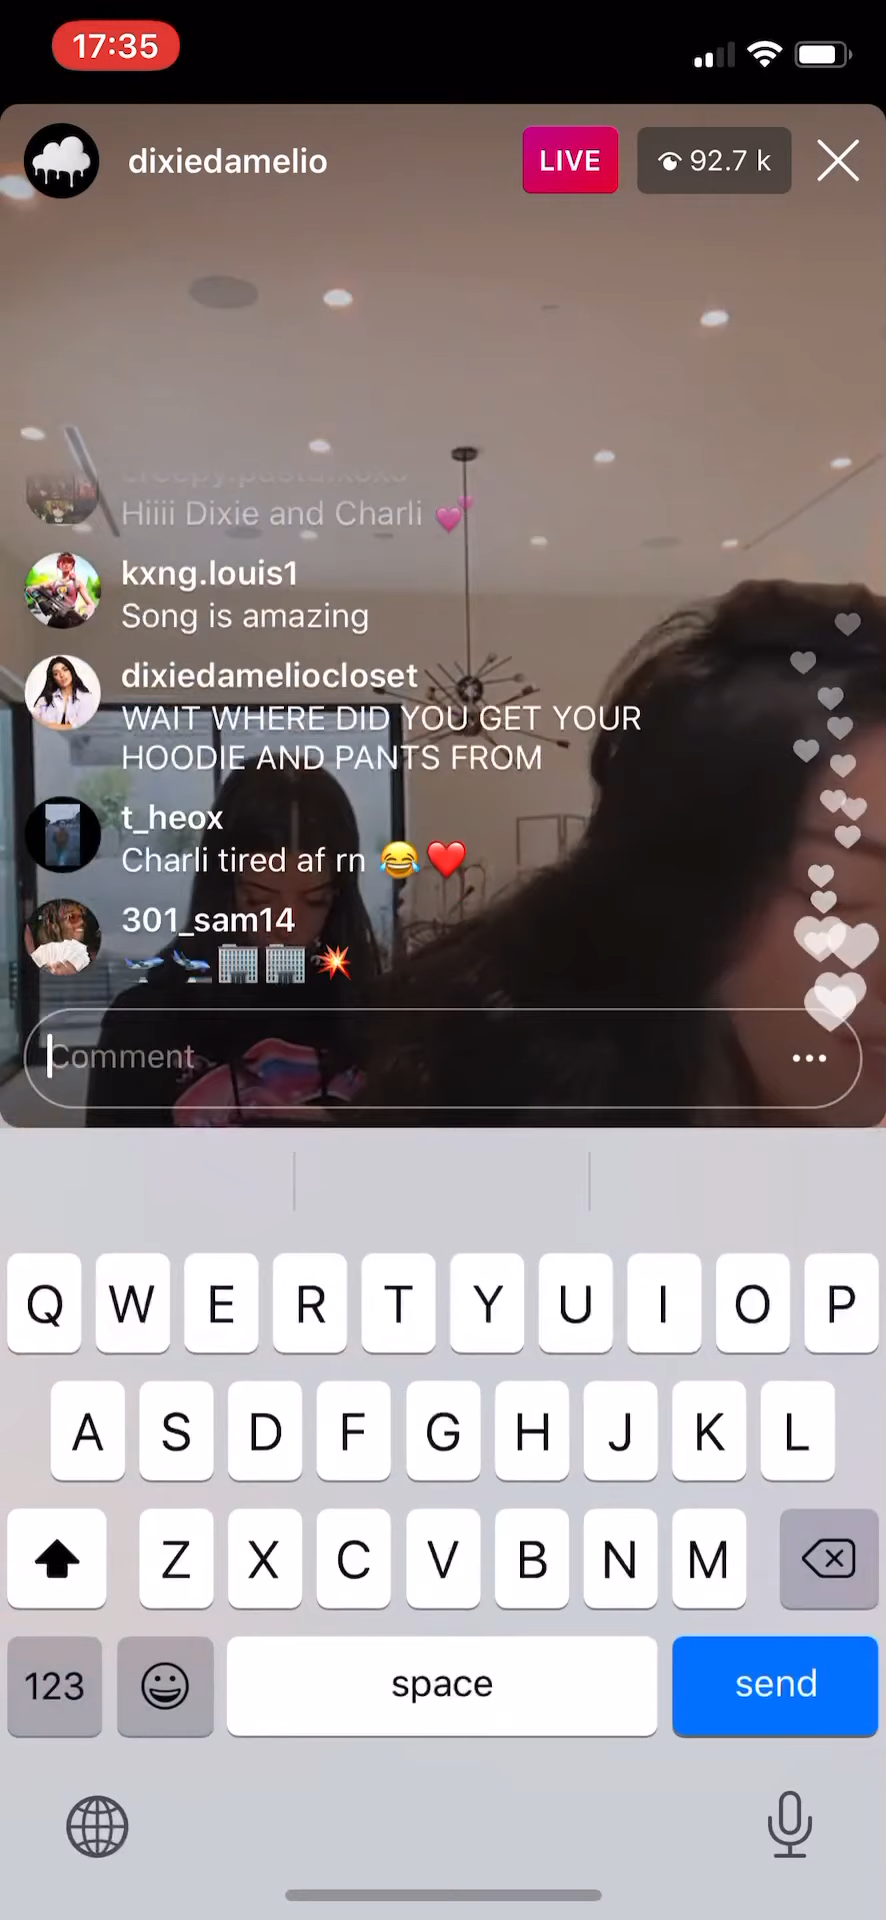 17:35
dixiedamelio
LIVE
92.7 k
Hiiii Dixie and Charli 💕
kxng.louis1
Song is amazing
dixiedameliocloset
WAIT WHERE DID YOU GET YOUR
HOODIE AND PANTS FROM
t_heox
Charli tired af rn 😂❤️
301_sam14
🛫🛬🏢🏢💥
Comment
Q W E R T Y U I O P
A S D F G H J K L
Z X C V B N M
123 space send